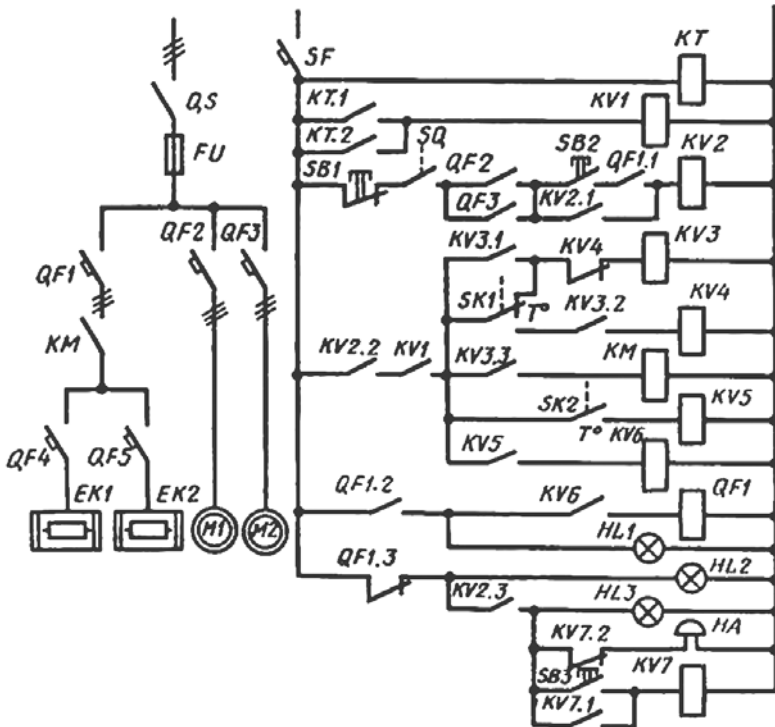 SF
KT
QS
KT.1
KV1
KT.2
SQ
SB2
KV2
FU
SB1
QF2
QF1.1
QF2
QF3
QF3
KV2.1
KV3.1
KV4
KV3
QF1
SK1
T°
KV3.2
KV4
KM
KV2.2
KV1
KV3.3
KM
SK2
KV5
QF4
QF5
KV5
T°
KV6
EK1
EK2
QF1.2
KV6
QF1
M1
M2
HL1
QF1.3
HL2
KV2.3
HL3
KV7.2
HA
SB3
KV7
KV7.1